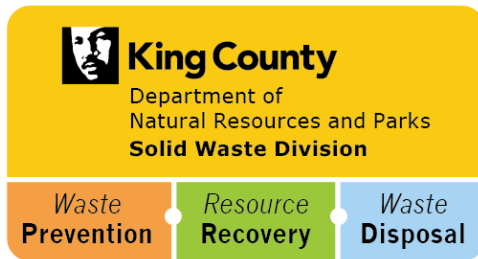 King County
Department of
Natural Resources and Parks
Solid Waste Division
Waste
Prevention
Resource
Recovery
Waste
Disposal